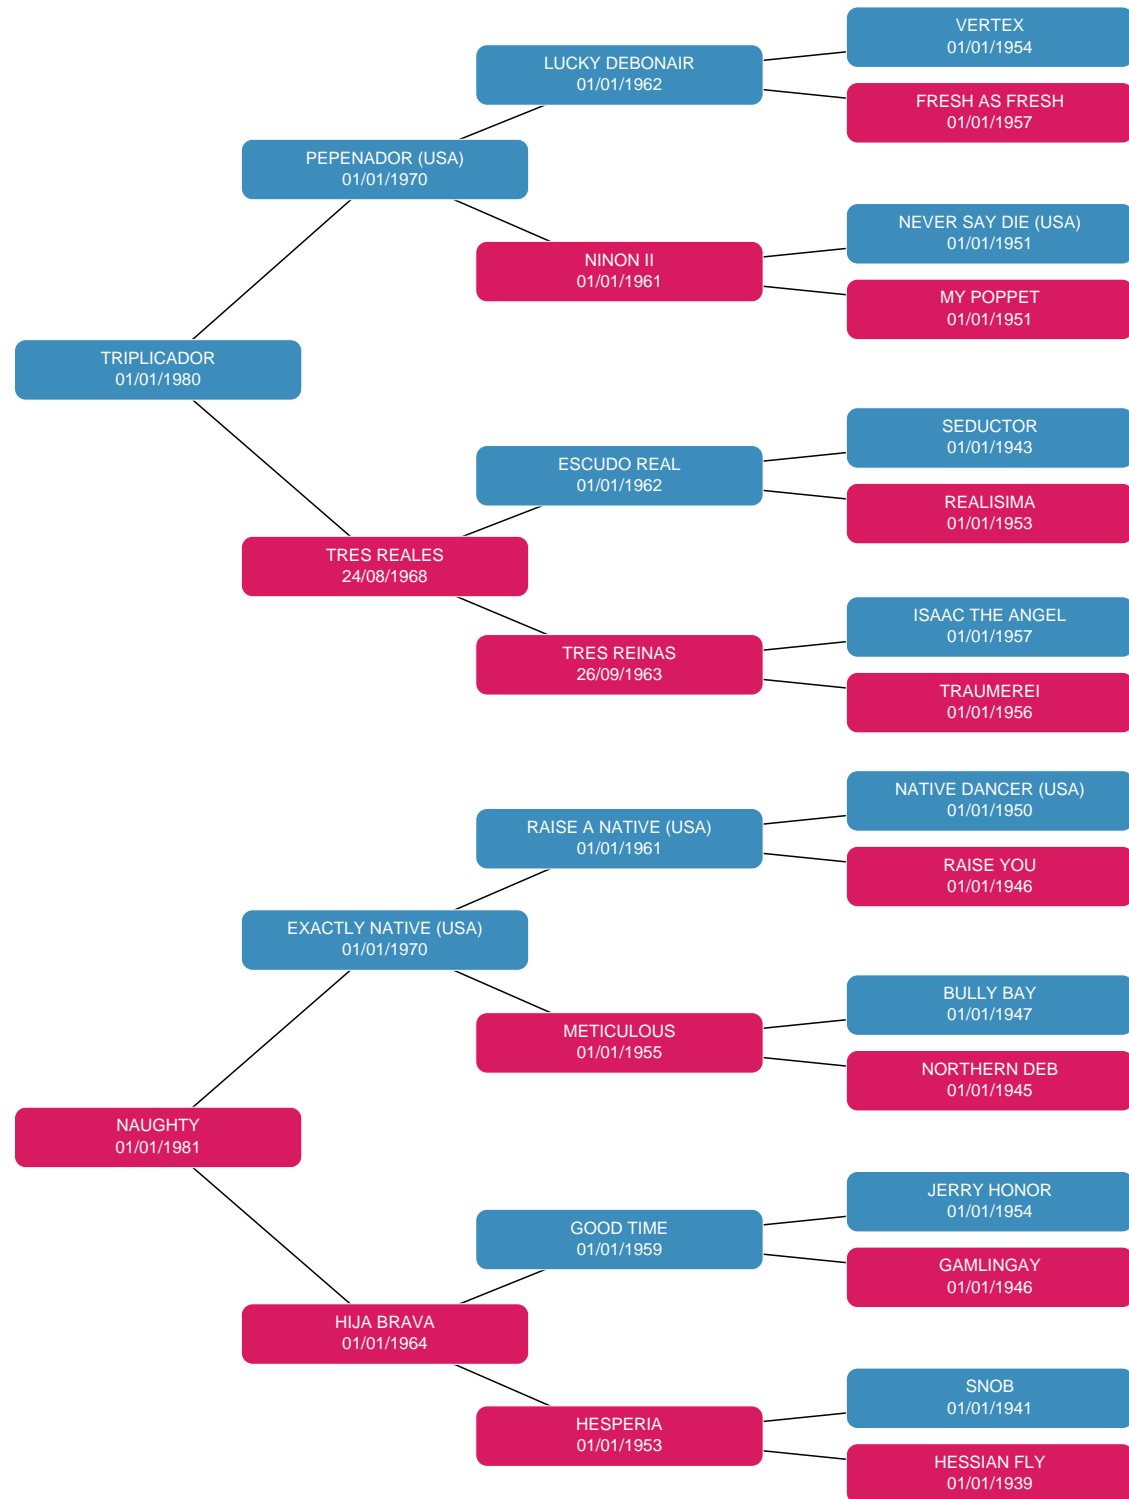 VERTEX
01/01/1954
LUCKY DEBONAIR
01/01/1962
FRESH AS FRESH
01/01/1957
PEPENADOR (USA)
01/01/1970
NEVER SAY DIE (USA)
01/01/1951
NINON II
01/01/1961
MY POPPET
01/01/1951
TRIPLICADOR
01/01/1980
SEDUCTOR
01/01/1943
ESCUDO REAL
01/01/1962
REALISIMA
01/01/1953
TRES REALES
24/08/1968
ISAAC THE ANGEL
01/01/1957
TRES REINAS
26/09/1963
TRAUMEREI
01/01/1956
NATIVE DANCER (USA)
01/01/1950
RAISE A NATIVE (USA)
01/01/1961
RAISE YOU
01/01/1946
EXACTLY NATIVE (USA)
01/01/1970
BULLY BAY
01/01/1947
METICULOUS
01/01/1955
NORTHERN DEB
01/01/1945
NAUGHTY
01/01/1981
JERRY HONOR
01/01/1954
GOOD TIME
01/01/1959
GAMLINGAY
01/01/1946
HIJA BRAVA
01/01/1964
SNOB
01/01/1941
HESPERIA
01/01/1953
HESSIAN FLY
01/01/1939